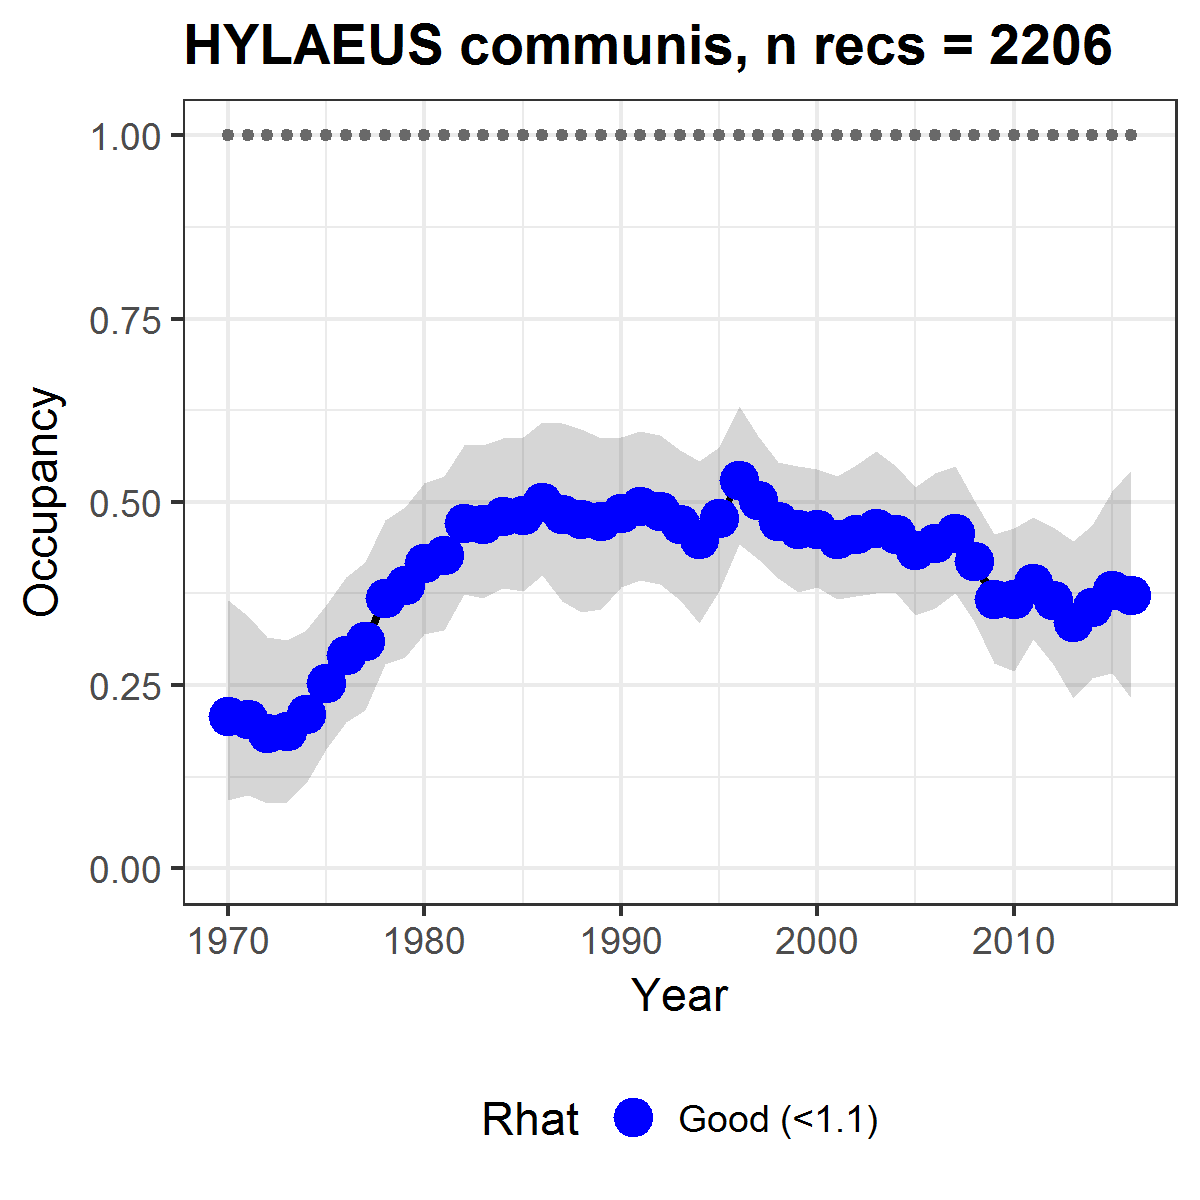 HYLAEUS communis, n recs = 2206
1.00
0.75
0.50
0.25
0.00
Occupancy
1970 1980 1990 2000 2010
Year
Rhat Good (<1.1)